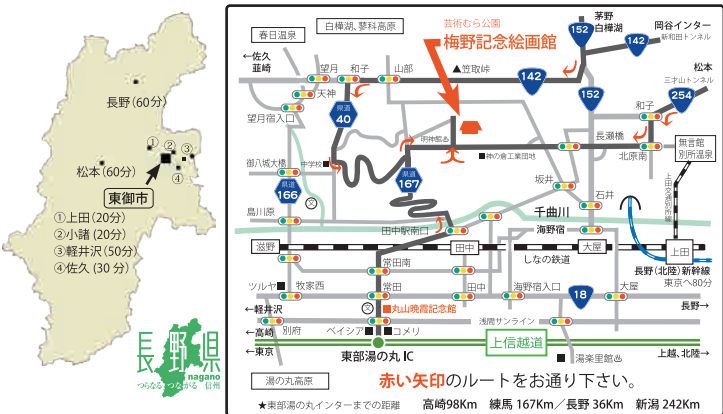 長野(60分)
①
②
③
④
松本(60分)
東御市
①上田(20分)
②小諸(20分)
③軽井沢(50分)
④佐久(30分)
長野県
nagano
つらなる つながる 信州
春日温泉
白樺湖、蓼科高原
芸術むら公園
梅野記念絵画館
茅野
白樺湖
岡谷インター
新和田トンネル
152
142
←佐久
韮崎
望月
和子
山部
▲笠取峠
松本
三才山トンネル
天神
142
152
254
望月宿入口
県道
40
和子
明神館♨
長瀬橋
無言館
別所温泉
御八城大橋
中学校
■神の倉工業団地
北原南
県道
166
県道
167
坂井
石井
上田交通別所線
文
島川原
千曲川
田中駅南口
海野宿
滋野
田中
大屋
上田
しなの鉄道
常田南
長野(北陸)新幹線
東京へ80分
ツルヤ
牧家西
常田
田中
海野宿入口
18
大屋
←軽井沢
文
■丸山晩霞記念館
長野→
←高崎
別府
ベイシア
コメリ
浅間サンライン
←東京
東部湯の丸IC
上信越道
湯楽里館♨
上越、北陸→
湯の丸高原
赤い矢印のルートをお通り下さい。
★東部湯の丸インターまでの距離 高崎98Km 練馬 167Km/長野 36Km 新潟 242Km